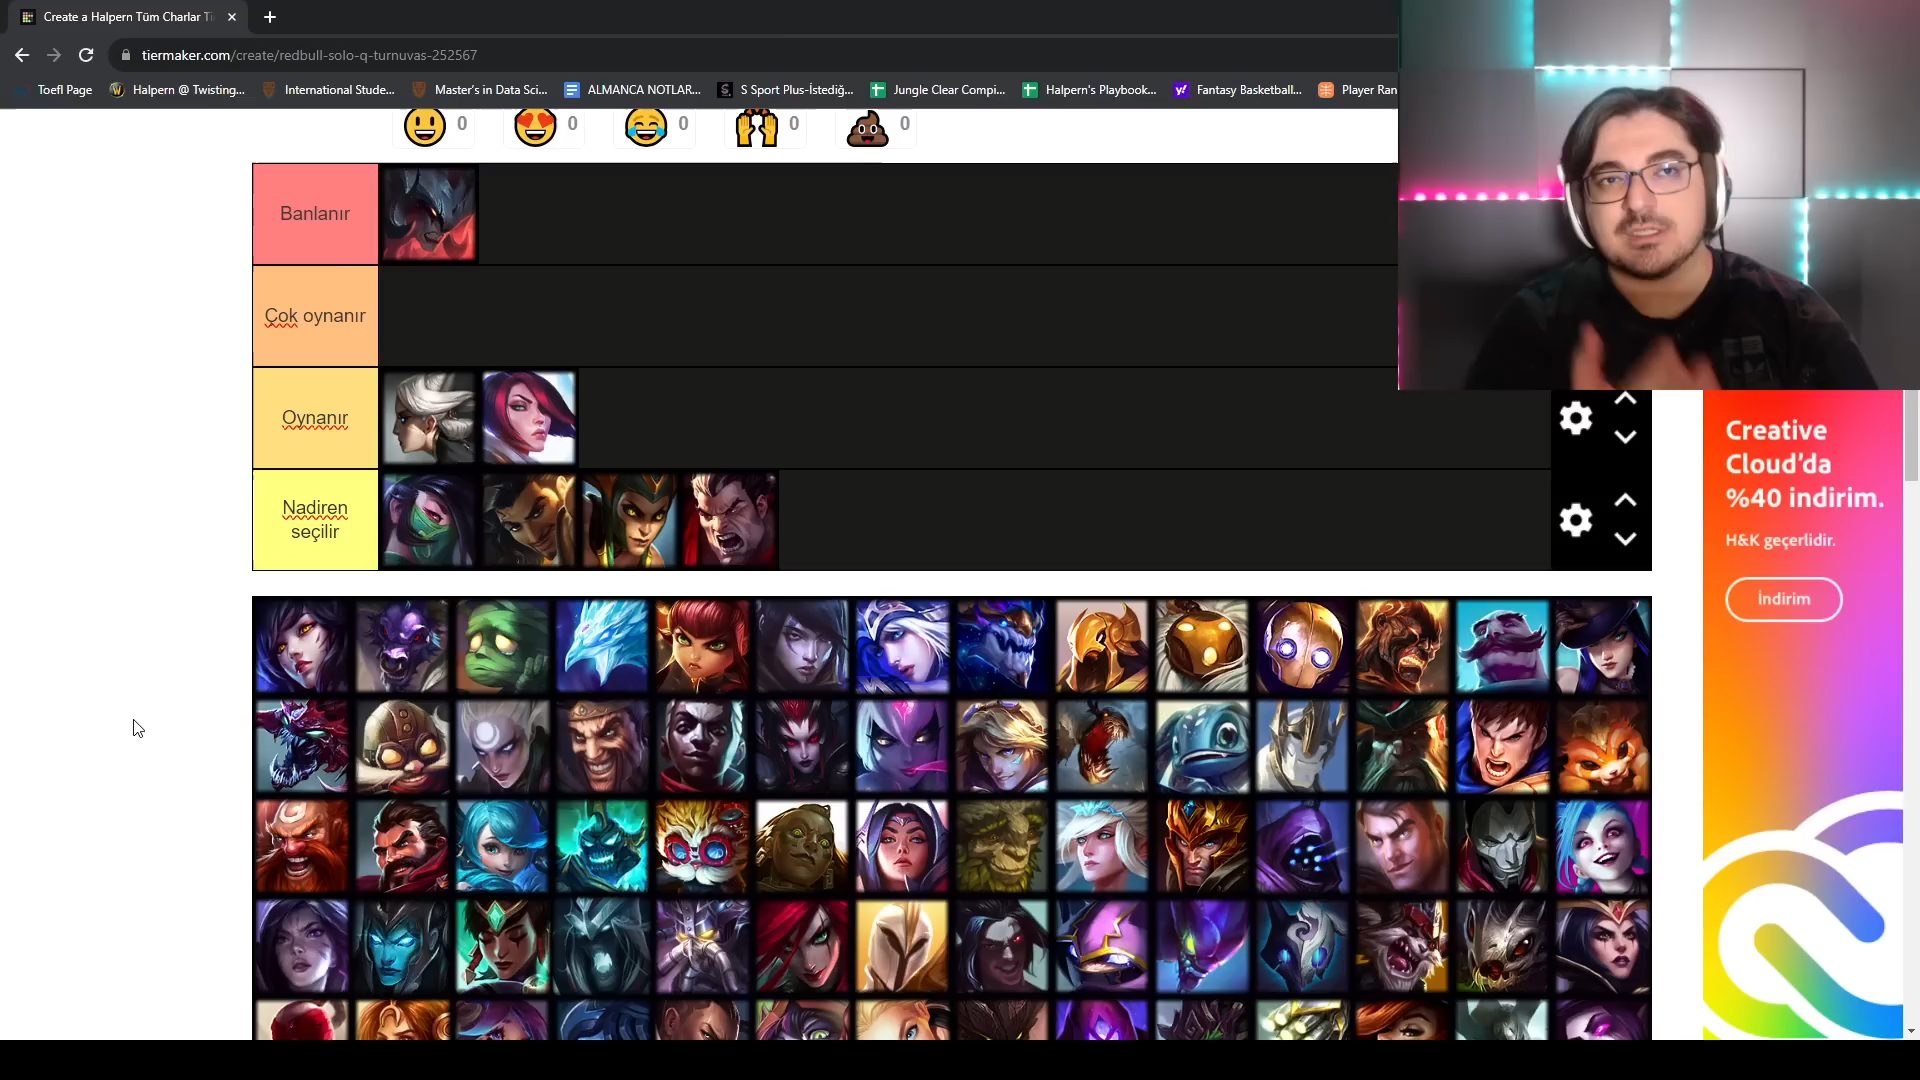 Create a Halpern Tüm Charlar Ti
tiermaker.com/create/redbull-solo-q-turnuvas-252567
Toefl Page
Halpern @ Twisting...
International Stude...
Master's in Data Sci...
ALMANCA NOTLAR...
S Sport Plus-İstediğ...
Jungle Clear Compi...
Halpern's Playbook...
Fantasy Basketball...
Player Ran
0
0
0
0
0
Banlanır
Çok oynanır
Oynanır
Nadiren
seçilir
Creative
Cloud'da
%40 indirim.
H&K geçerlidir.
İndirim